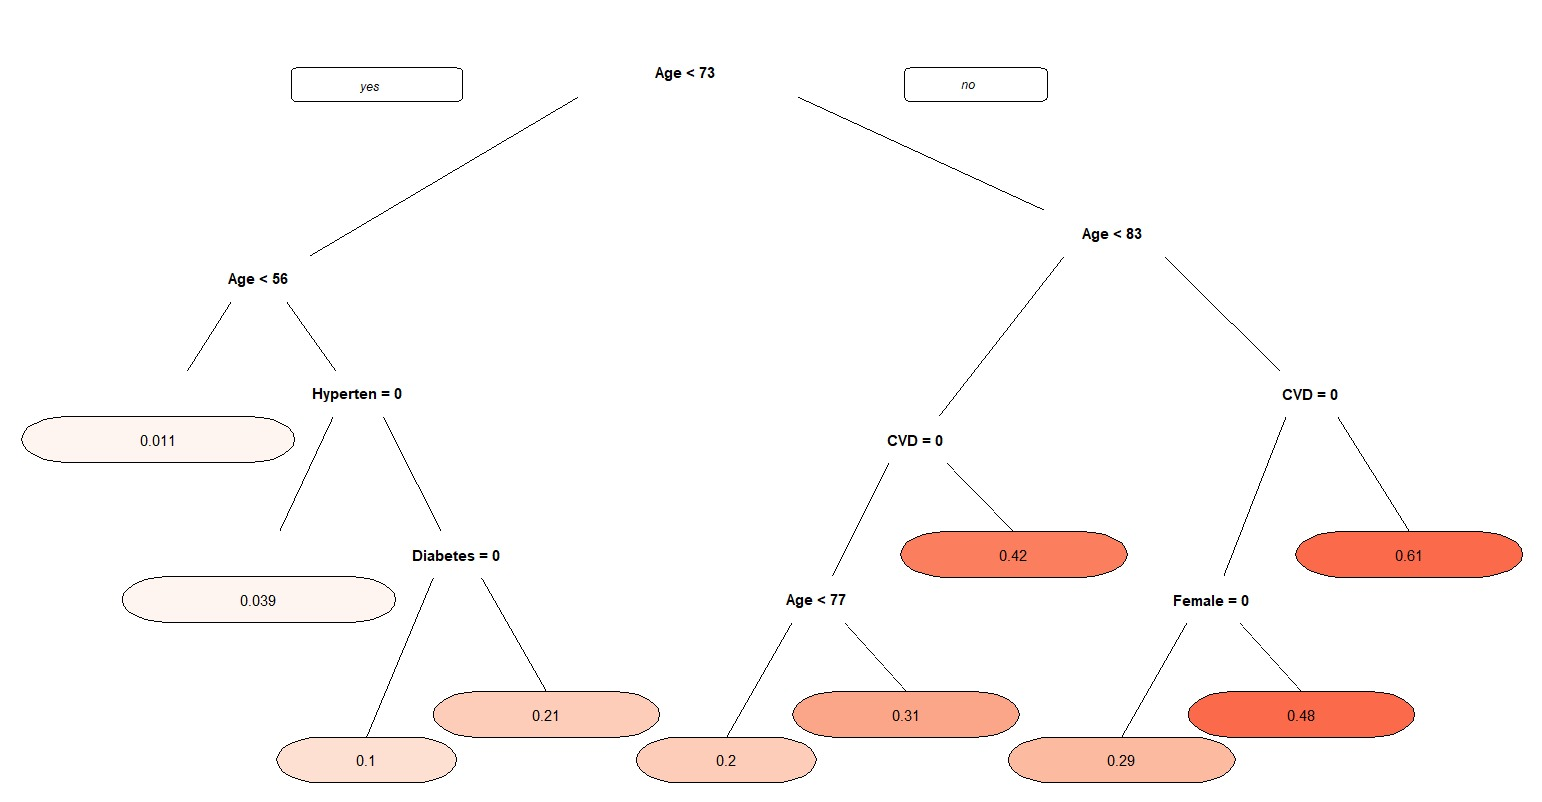 Age < 73
yes
no
Age < 83
Age < 56
Hyperten = 0
CVD = 0
0.011
CVD = 0
Diabetes = 0
0.42
0.61
0.039
Age < 77
Female = 0
0.21
0.31
0.48
0.1
0.2
0.29